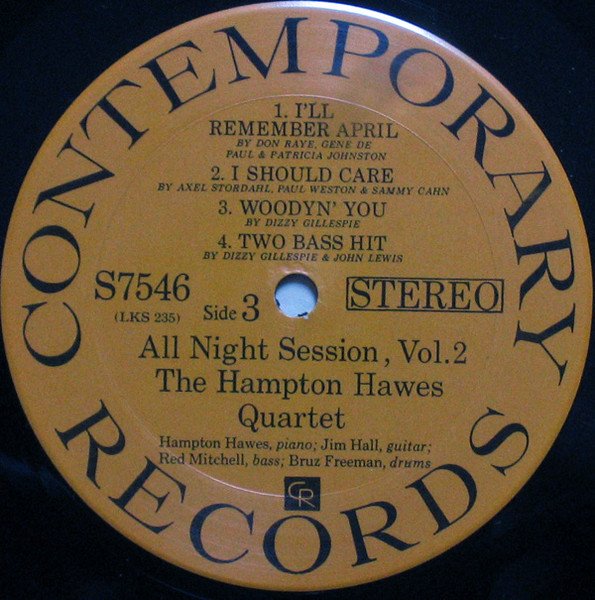 CONTEMPORARY
1. I'LL
REMEMBER APRIL
BY DON RAYE, GENE DE
PAUL & PATRICIA JOHNSTON
2. I SHOULD CARE
BY AXEL STORDAHL, PAUL WESTON & SAMMY CAHN
3. WOODYN' YOU
BY DIZZY GILLESPIE
4. TWO BASS HIT
BY DIZZY GILLESPIE & JOHN LEWIS
S7546
(LKS 235)
Side 3
STEREO
All Night Session, Vol.2
The Hampton Hawes
Quartet
Hampton Hawes, piano; Jim Hall, guitar;
Red Mitchell, bass; Bruz Freeman, drums
CR
RECORDS